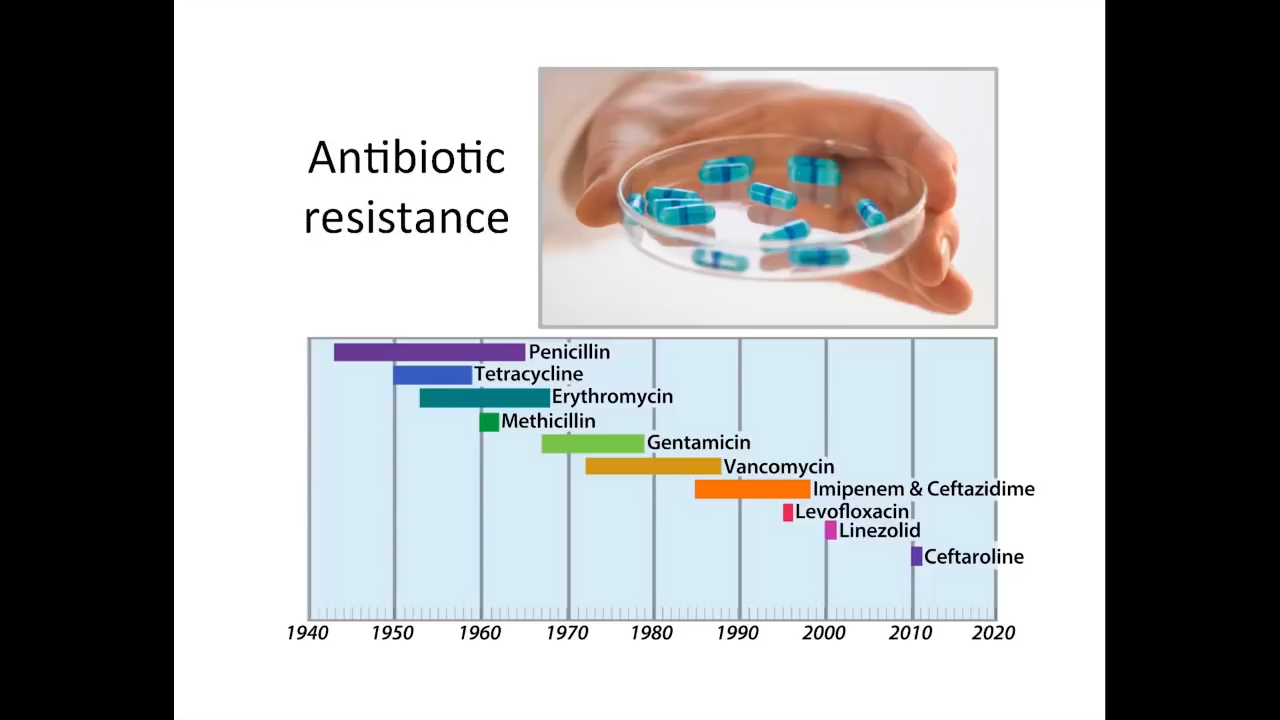 Antibiotic
resistance
Penicillin
Tetracycline
Erythromycin
Methicillin
Gentamicin
Vancomycin
Imipenem & Ceftazidime
Levofloxacin
Linezolid
Ceftaroline
1940 1950 1960 1970 1980 1990 2000 2010 2020